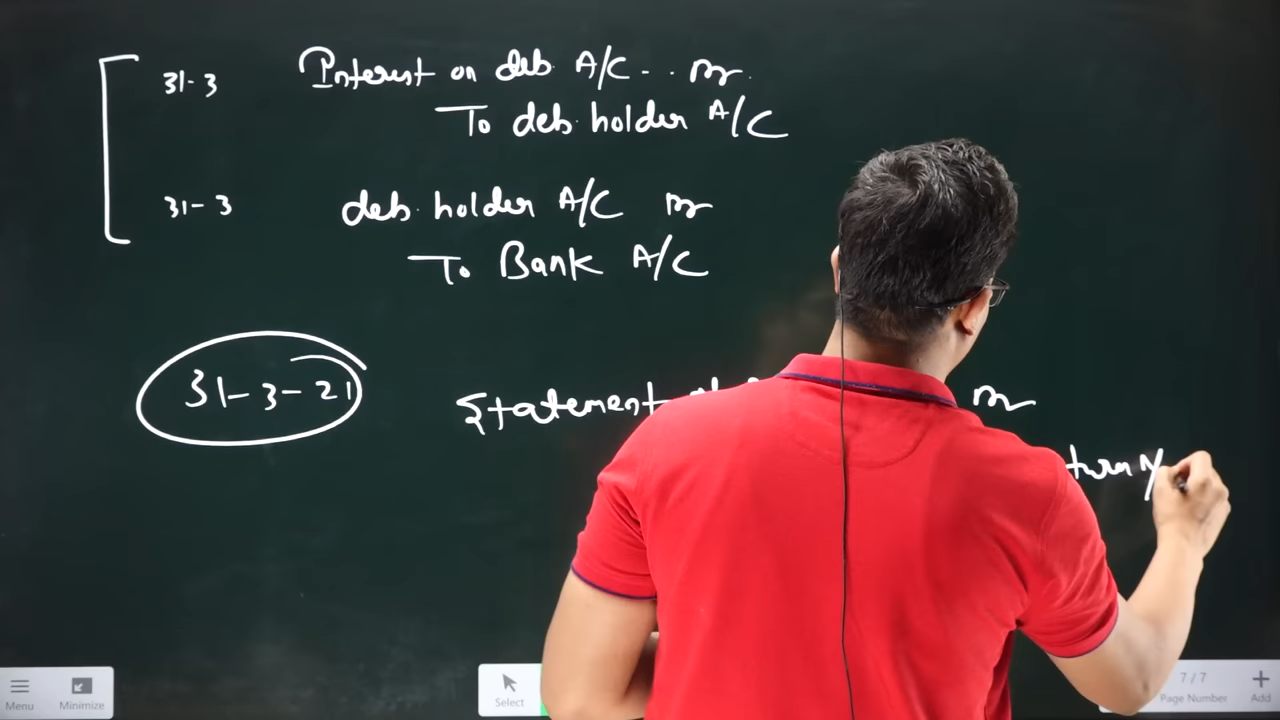 31-3 Interest on deb. A/C .. Dr.
To deb. holder A/C
31-3 deb. holder A/C Dr
To Bank A/C
31-3-21 Statement Dr
Menu
Minimize
Select
7 / 7
Page Number
Add